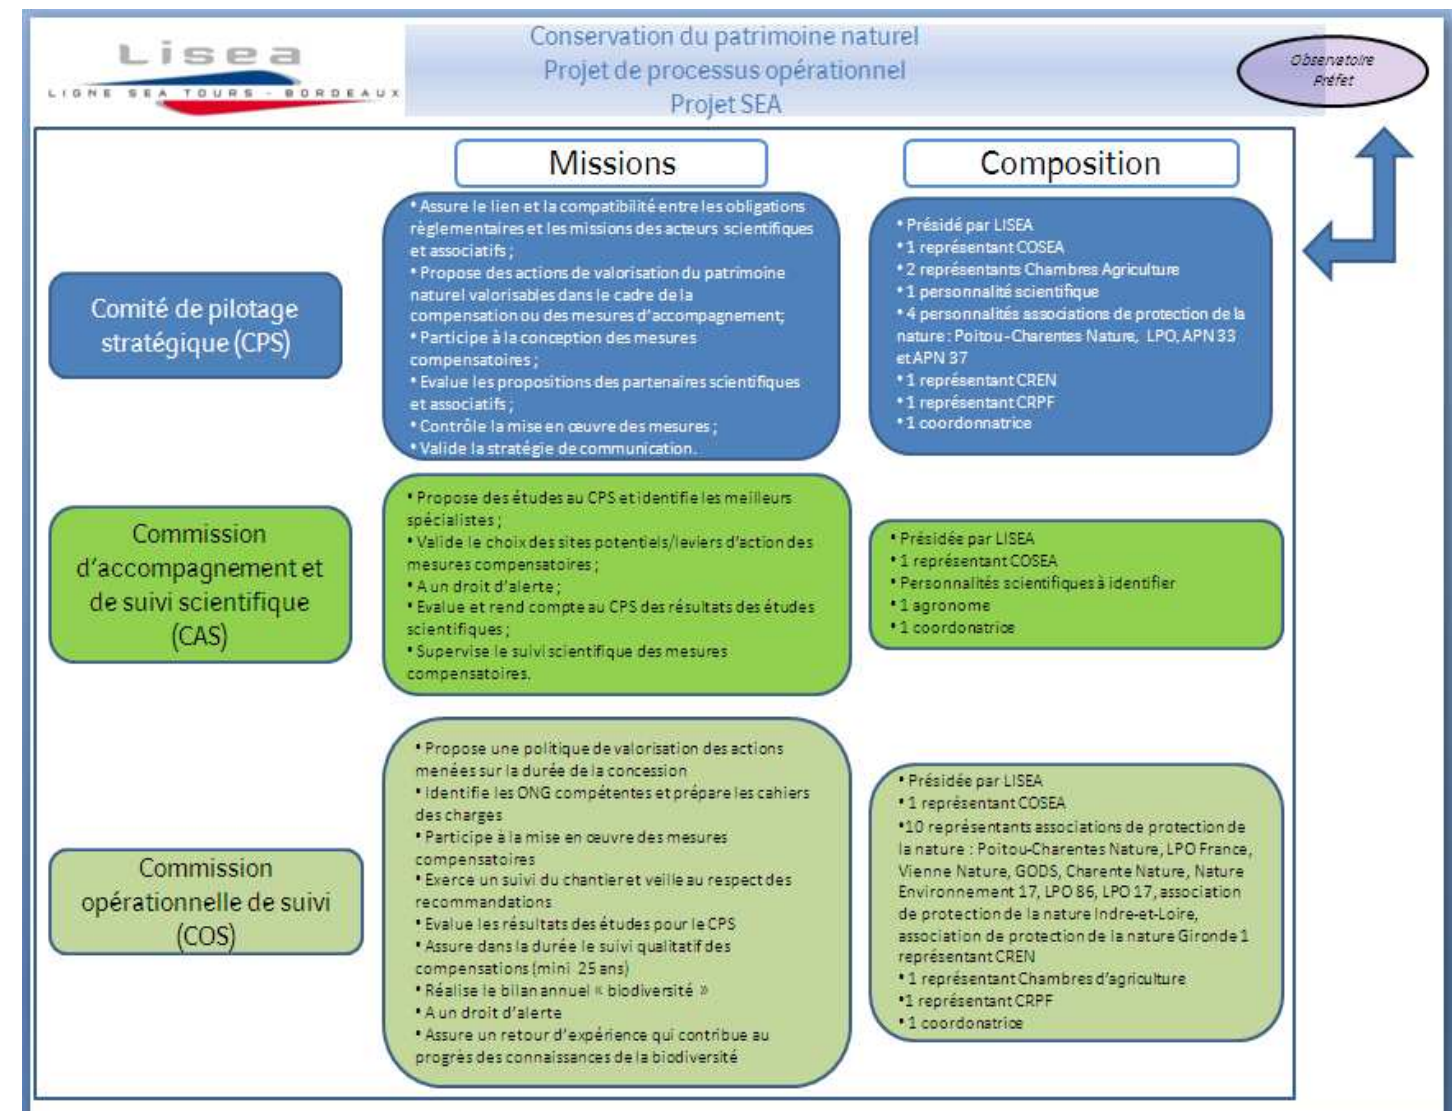 Lisea
LIGNE SEA TOURS - BORDEAUX
Conservation du patrimoine naturel
Projet de processus opérationnel
Projet SEA
Observatoire
Préfet
Missions
Composition
Comité de pilotage
stratégique (CPS)
• Assure le lien et la compatibilité entre les obligations
règlementaires et les missions des acteurs scientifiques
et associatifs ;
• Propose des actions de valorisation du patrimoine
naturel valorisables dans le cadre de la
compensation ou des mesures d'accompagnement;
• Participe à la conception des mesures
compensatoires ;
• Evalue les propositions des partenaires scientifiques
et associatifs ;
• Contrôle la mise en œuvre des mesures ;
• Valide la stratégie de communication.
• Présidé par LISEA
• 1 représentant COSEA
• 2 représentants Chambres Agriculture
• 1 personnalité scientifique
• 4 personnalités associations de protection de la
nature : Poitou-Charentes Nature, LPO, APN 33
et APN 37
• 1 représentant CREN
• 1 représentant CRPF
• 1 coordonnatrice
Commission
d'accompagnement et
de suivi scientifique
(CAS)
• Propose des études au CPS et identifie les meilleurs
spécialistes ;
• Valide le choix des sites potentiels/leviers d'action des
mesures compensatoires ;
• A un droit d'alerte ;
• Evalue et rend compte au CPS des résultats des études
scientifiques ;
• Supervise le suivi scientifique des mesures
compensatoires.
• Présidée par LISEA
• 1 représentant COSEA
• Personnalités scientifiques à identifier
• 1 agronome
• 1 coordonatrice
Commission
opérationnelle de suivi
(COS)
• Propose une politique de valorisation des actions
menées sur la durée de la concession
• Identifie les ONG compétentes et prépare les cahiers
des charges
• Participe à la mise en œuvre des mesures
compensatoires
• Exerce un suivi du chantier et veille au respect des
recommandations
• Evalue les résultats des études pour le CPS
• Assure dans la durée le suivi qualitatif des
compensations (mini 25 ans)
• Réalise le bilan annuel « biodiversité »
• A un droit d'alerte
• Assure un retour d'expérience qui contribue au
progrès des connaissances de la biodiversité
• Présidée par LISEA
• 1 représentant COSEA
•10 représentants associations de protection de
la nature : Poitou-Charentes Nature, LPO France,
Vienne Nature, GODS, Charente Nature, Nature
Environnement 17, LPO 86, LPO 17, association
de protection de la nature Indre-et-Loire,
association de protection de la nature Gironde 1
représentant CREN
• 1 représentant Chambres d'agriculture
•1 représentant CRPF
• 1 coordonatrice